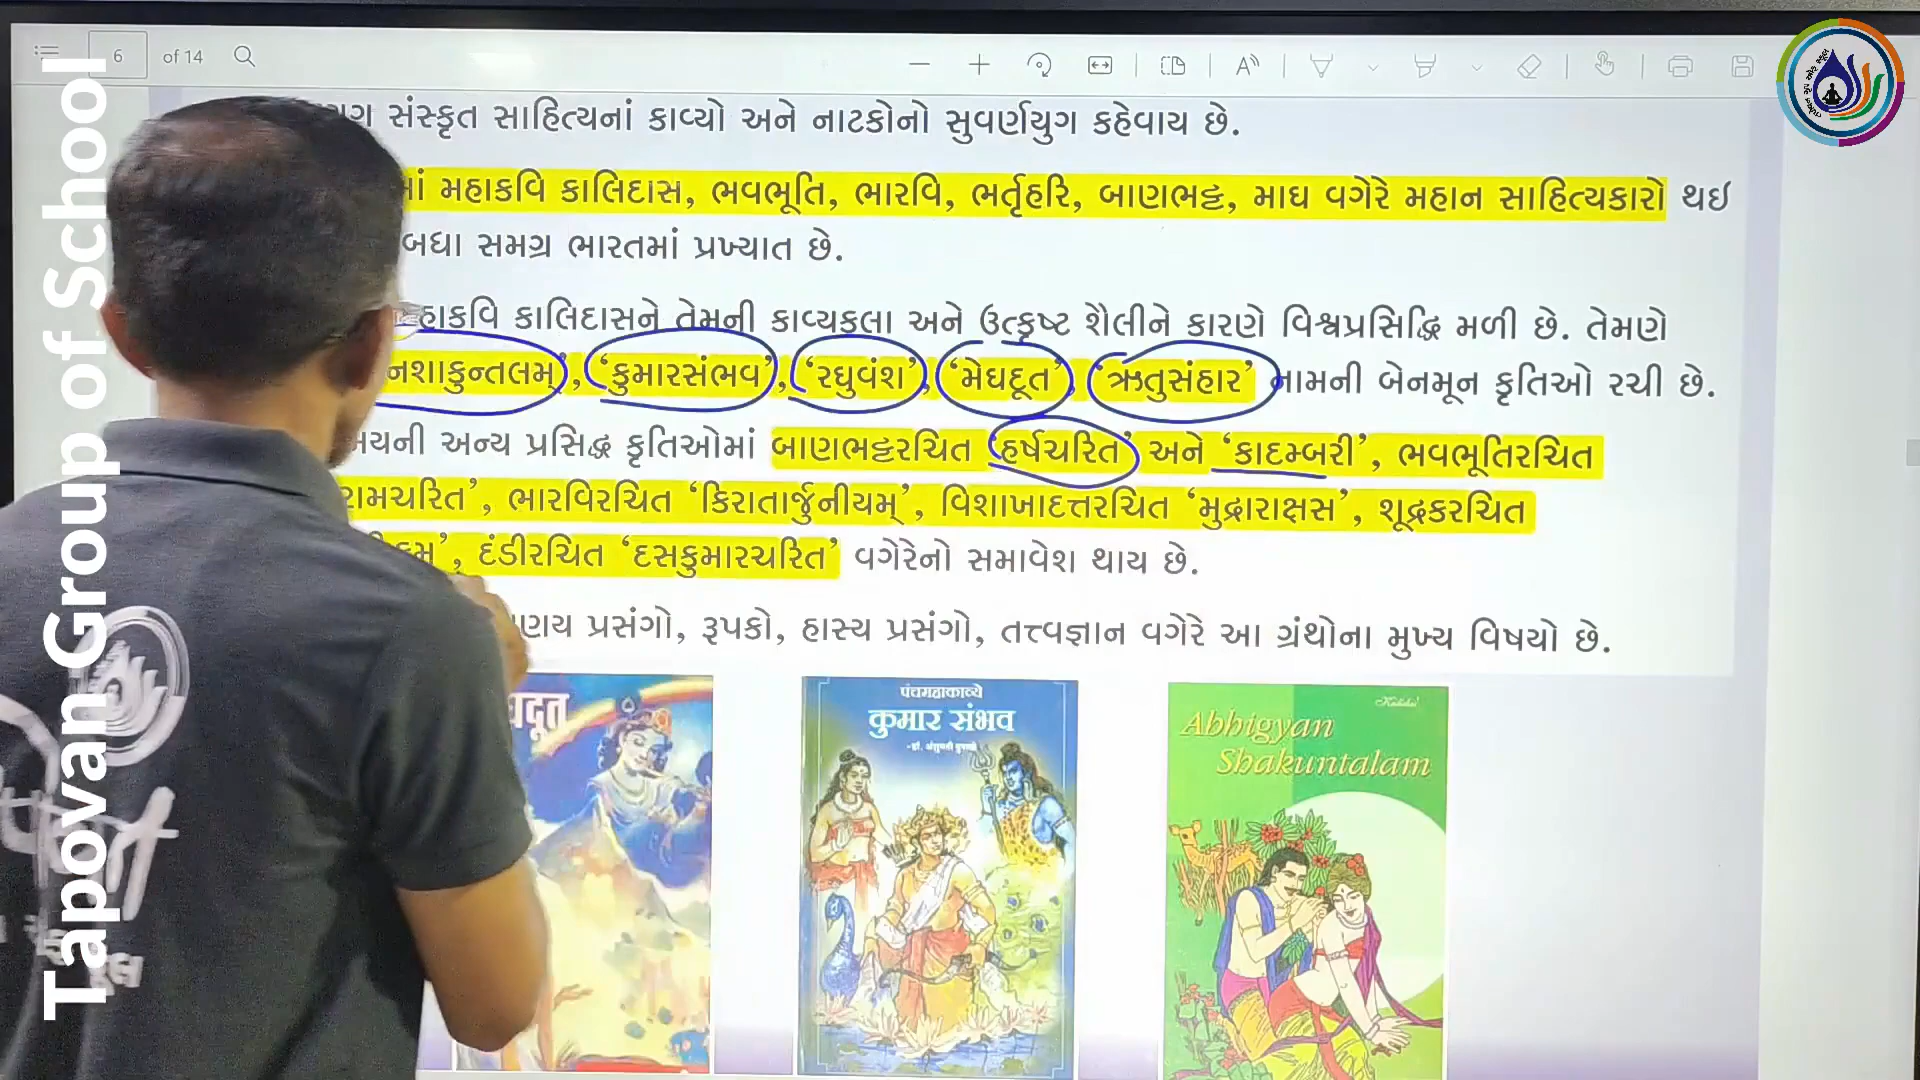 6 of 14
સંસ્કૃત સાહિત્યનાં કાવ્યો અને નાટકોનો સુવર્ણયુગ કહેવાય છે.
મહાકવિ કાલિદાસ, ભવભૂતિ, ભારવિ, ભર્તૃહરિ, બાણભટ્ટ, માઘ વગેરે મહાન સાહિત્યકારો થઇ
બધા સમગ્ર ભારતમાં પ્રખ્યાત છે.
હાકવિ કાલિદાસને તેમની કાવ્યકલા અને ઉત્કૃષ્ટ શૈલીને કારણે વિશ્વપ્રસિદ્ધિ મળી છે. તેમણે
નશાકુન્તલમ્', 'કુમારસંભવ', 'રઘુવંશ', 'મેઘદૂત', 'ઋતુસંહાર' નામની બેનમૂન કૃતિઓ રચી છે.
મયની અન્ય પ્રસિદ્ધ કૃતિઓમાં બાણભટ્ટરચિત 'હર્ષચરિત' અને 'કાદમ્બરી', ભવભૂતિરચિત
રામચરિત', ભારવિરચિત 'કિરાતાર્જુનીયમ્', વિશાખાદત્તરચિત 'મુદ્રારાક્ષસ', શૂદ્રકરચિત
દંડીરચિત 'દસકુમારચરિત' વગેરેનો સમાવેશ થાય છે.
પ્રસંગો, રૂપકો, હાસ્ય પ્રસંગો, તત્ત્વજ્ઞાન વગેરે આ ગ્રંથોના મુખ્ય વિષયો છે.
पंचमहाकाव्ये
कुमार संभव
Abhigyan
Shakuntalam
Tapovan Group of School